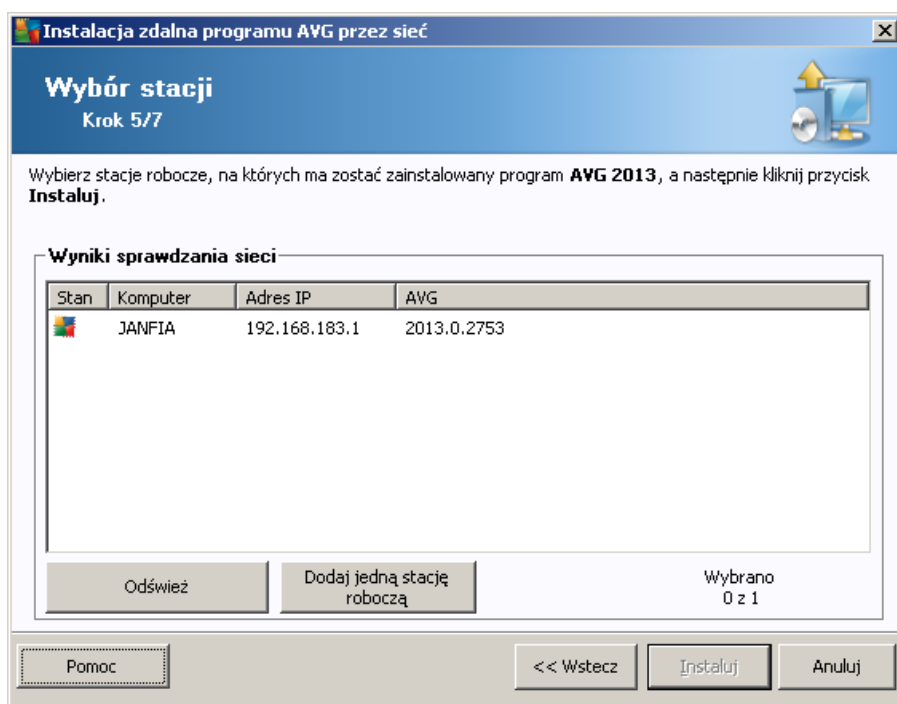 Instalacja zdalna programu AVG przez sieć
Wybór stacji
Krok 5/7
Wybierz stacje robocze, na których ma zostać zainstalowany program AVG 2013, a następnie kliknij przycisk
Instaluj.
Wyniki sprawdzania sieci
Stan Komputer Adres IP AVG
JANFIA 192.168.183.1 2013.0.2753
Odśwież
Dodaj jedną stację
roboczą
Wybrano
0 z 1
Pomoc
<< Wstecz
Instaluj
Anuluj